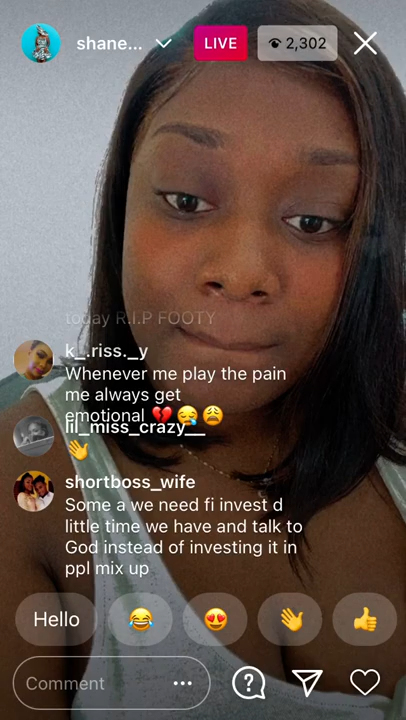 shane...
LIVE
2,302
today R.I.P FOOTY
k_.riss._y
Whenever me play the pain
me always get
emotional 💔😪😩
lil_miss_crazy__
👋
shortboss_wife
Some a we need fi invest d
little time we have and talk to
God instead of investing it in
ppl mix up
Hello 😂 😍 👋 👍
Comment ...